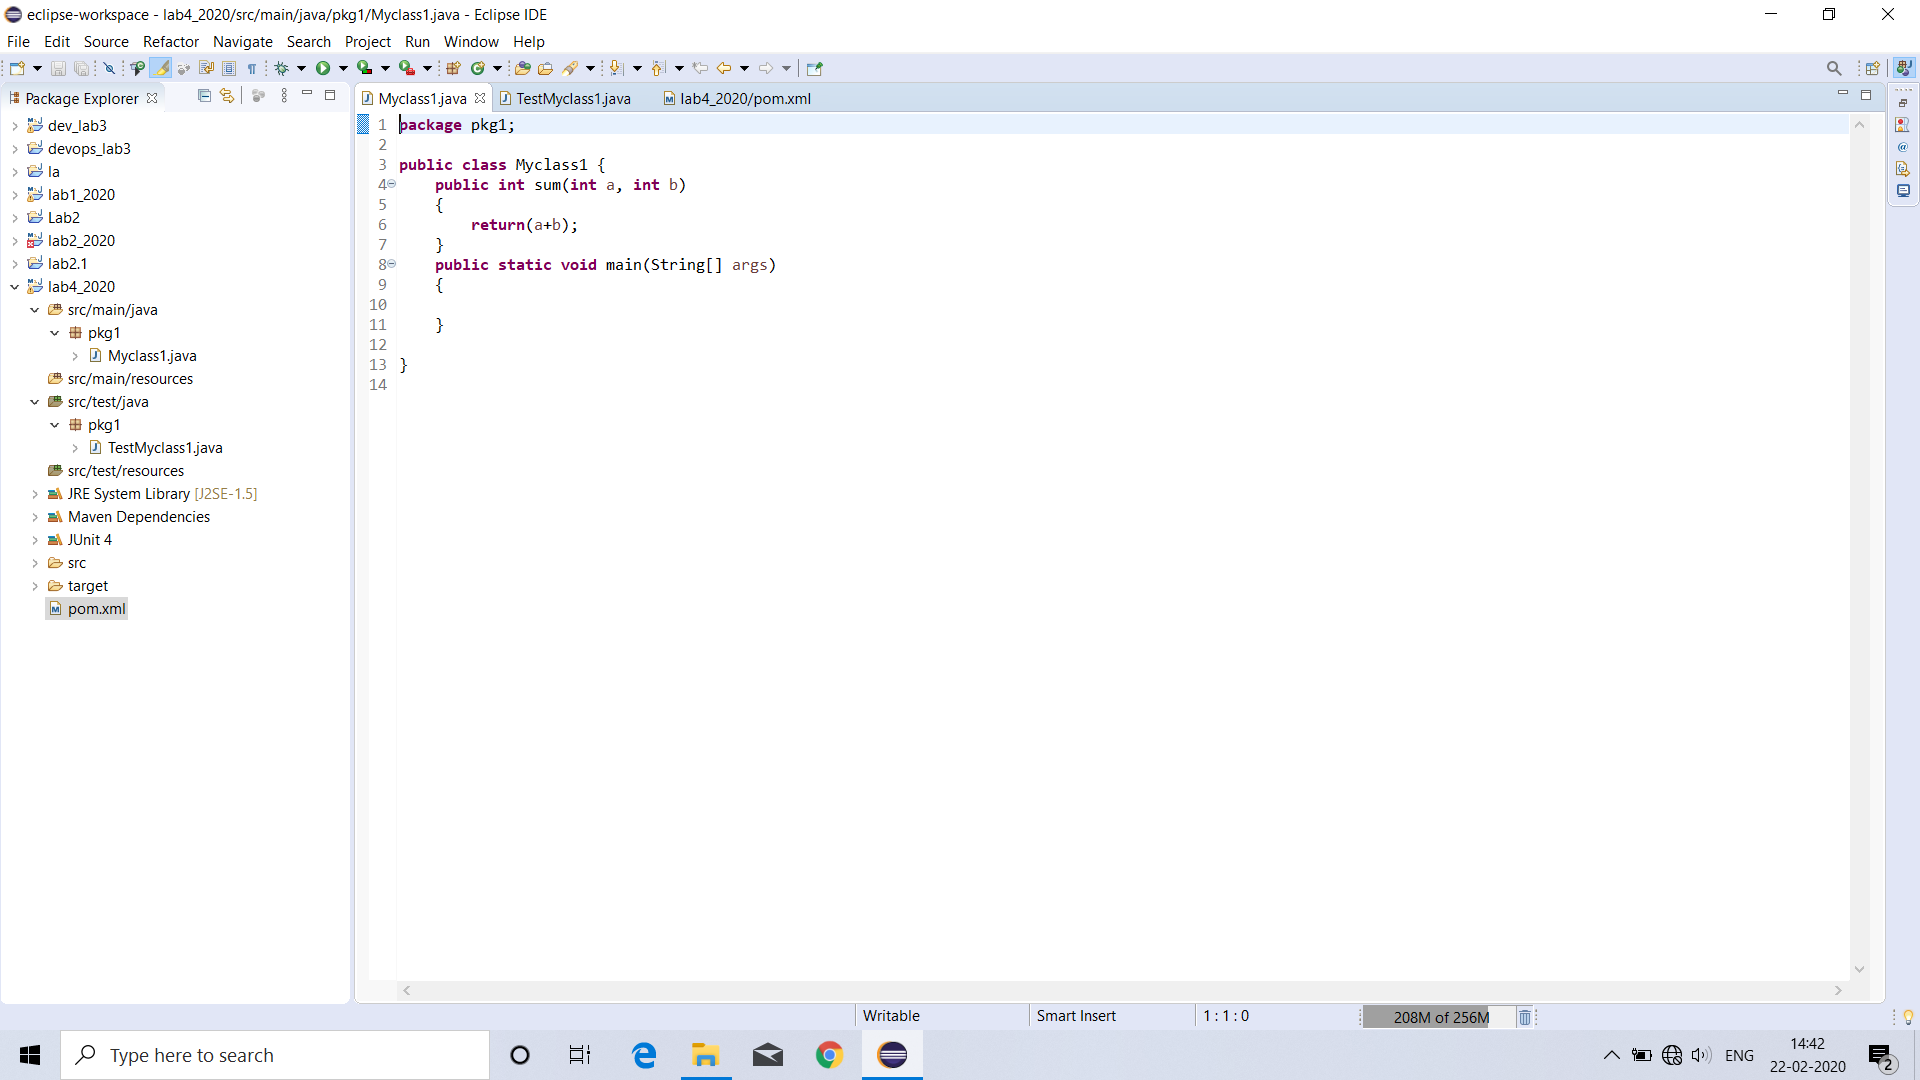 eclipse-workspace - lab4_2020/src/main/java/pkg1/Myclass1.java - Eclipse IDE
File Edit Source Refactor Navigate Search Project Run Window Help
Package Explorer
dev_lab3
devops_lab3
la
lab1_2020
Lab2
lab2_2020
lab2.1
lab4_2020
src/main/java
pkg1
Myclass1.java
src/main/resources
src/test/java
pkg1
TestMyclass1.java
src/test/resources
JRE System Library [J2SE-1.5]
Maven Dependencies
JUnit 4
src
target
pom.xml
Myclass1.java TestMyclass1.java lab4_2020/pom.xml
1 package pkg1;
2
3 public class Myclass1 {
4 public int sum(int a, int b)
5 {
6 return(a+b);
7 }
8 public static void main(String[] args)
9 {
10
11 }
12
13 }
14
Writable Smart Insert 1 : 1 : 0 208M of 256M
Type here to search
ENG
14:42
22-02-2020
2